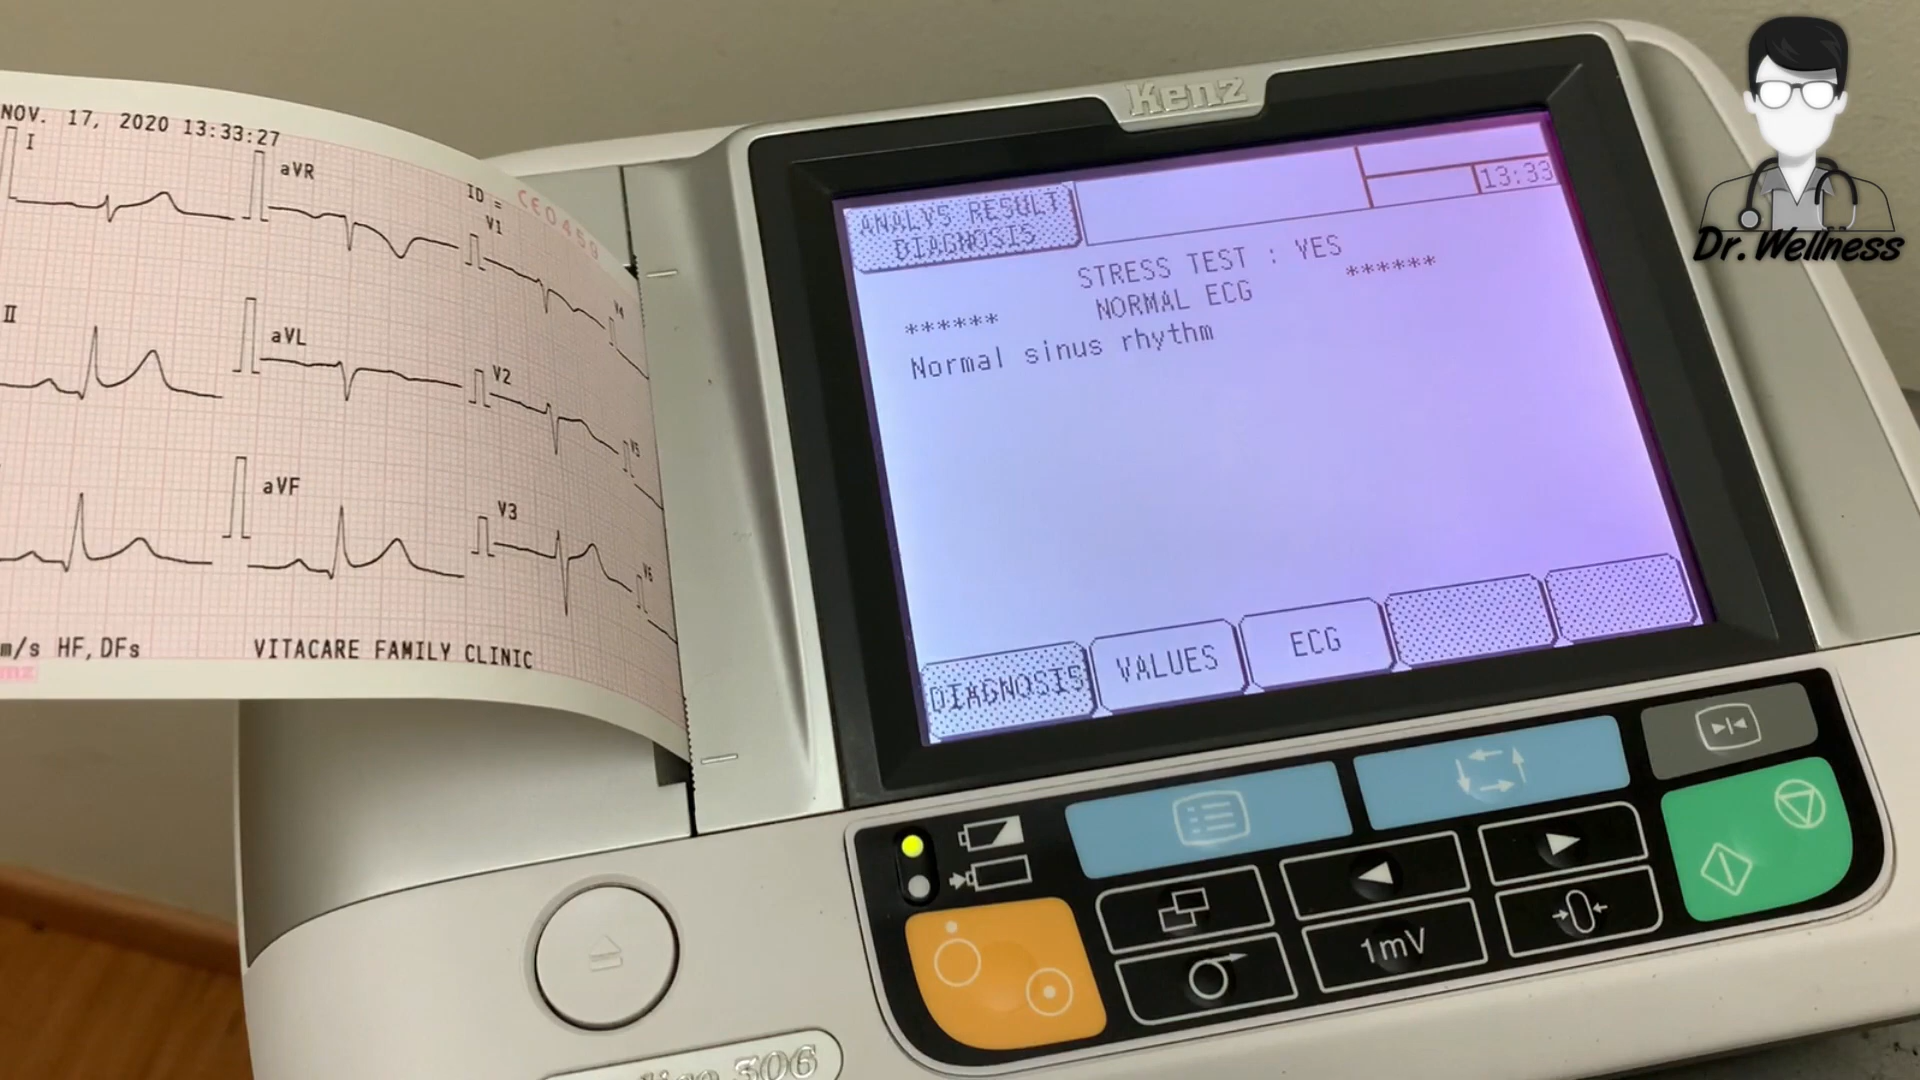 NOV. 17, 2020 13:33:27
I
aVR
ID =
CE0459
V1
V4
II
aVL
V2
V5
aVF
V3
V6
m/s HF, DFs
VITACARE FAMILY CLINIC
Kenz
13:33
ANALYS RESULT
DIAGNOSIS
STRESS TEST : YES
****** NORMAL ECG ******
Normal sinus rhythm
DIAGNOSIS
VALUES
ECG
1mV
306
Dr. Wellness